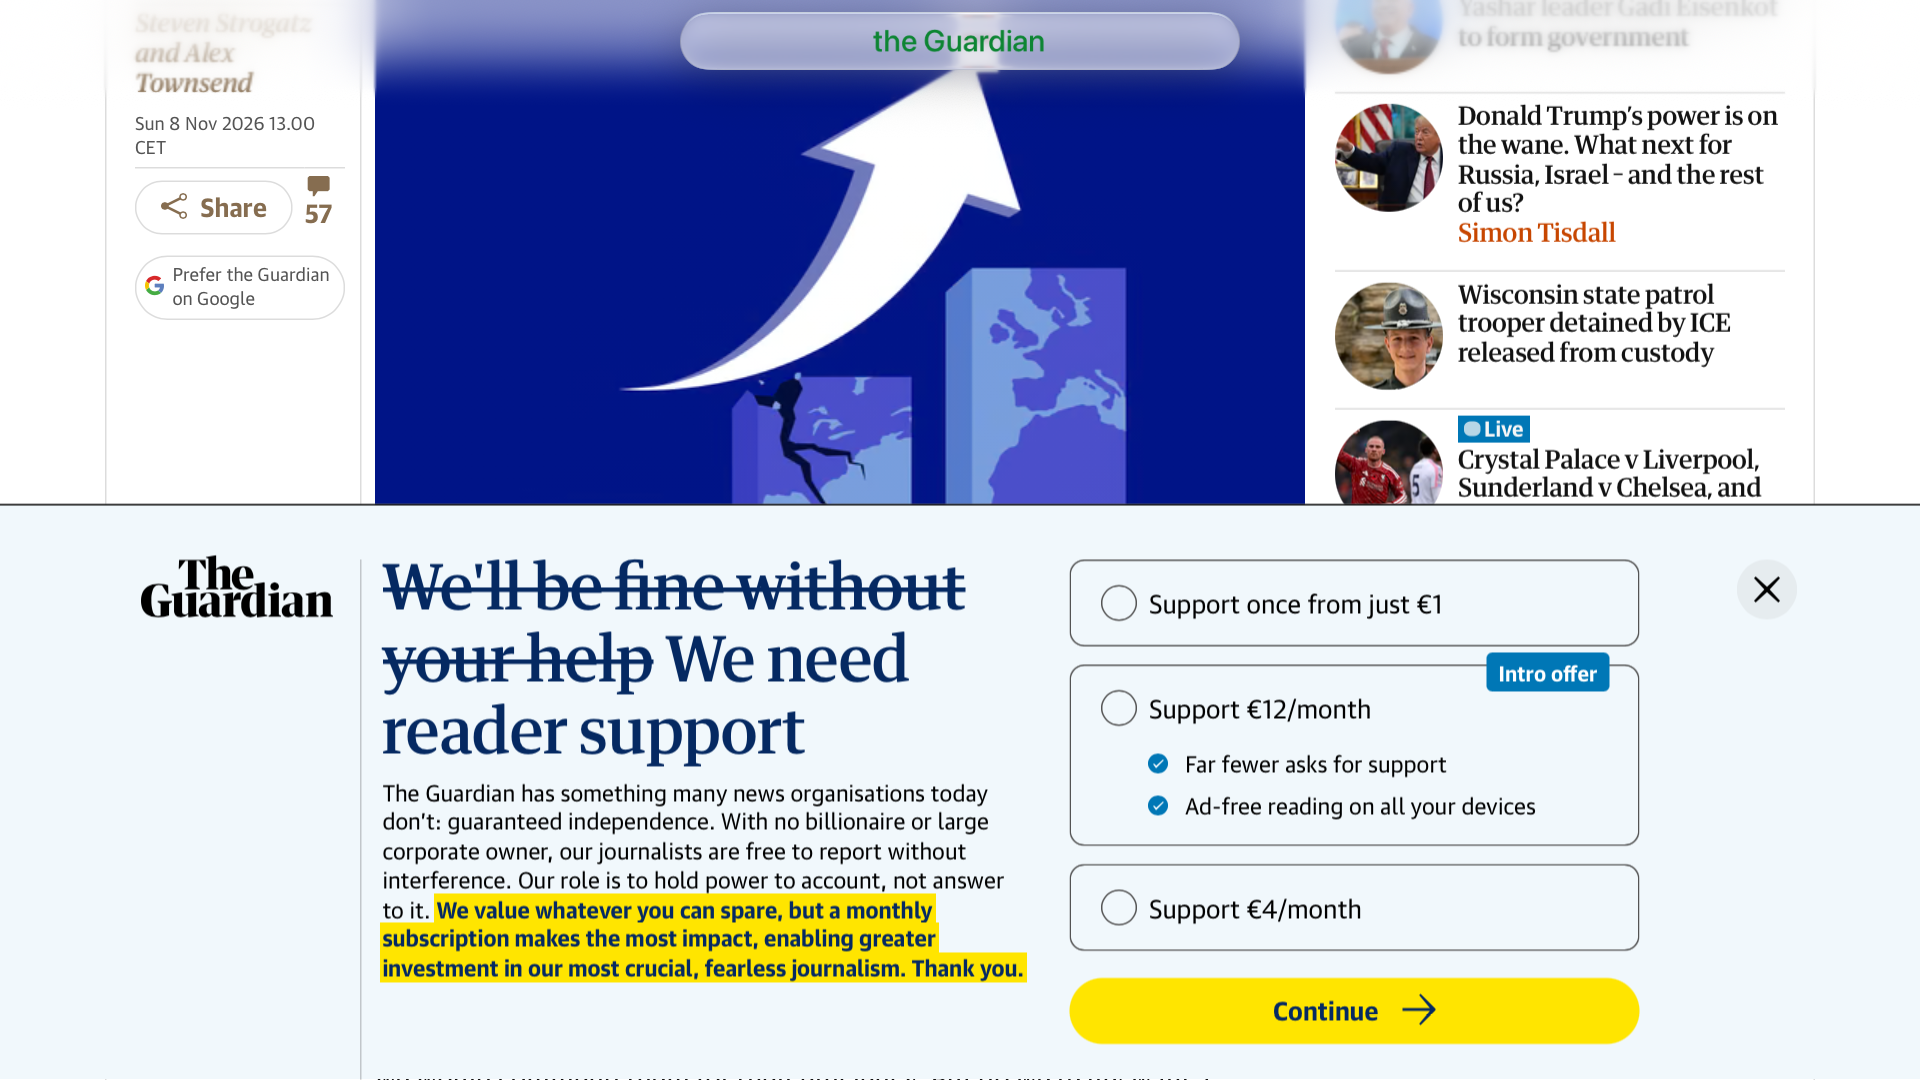 the Guardian
Steven Strogatz
and Alex
Townsend
Sun 8 Nov 2026 13.00
CET
Share
57
Prefer the Guardian
on Google
Yashar leader Gadi Eisenkot
to form government
Donald Trump’s power is on
the wane. What next for
Russia, Israel – and the rest
of us?
Simon Tisdall
Wisconsin state patrol
trooper detained by ICE
released from custody
Live
Crystal Palace v Liverpool,
Sunderland v Chelsea, and
The
Guardian
We'll be fine without
your help We need
reader support
The Guardian has something many news organisations today
don’t: guaranteed independence. With no billionaire or large
corporate owner, our journalists are free to report without
interference. Our role is to hold power to account, not answer
to it. We value whatever you can spare, but a monthly
subscription makes the most impact, enabling greater
investment in our most crucial, fearless journalism. Thank you.
Support once from just €1
Intro offer
Support €12/month
Far fewer asks for support
Ad-free reading on all your devices
Support €4/month
Continue